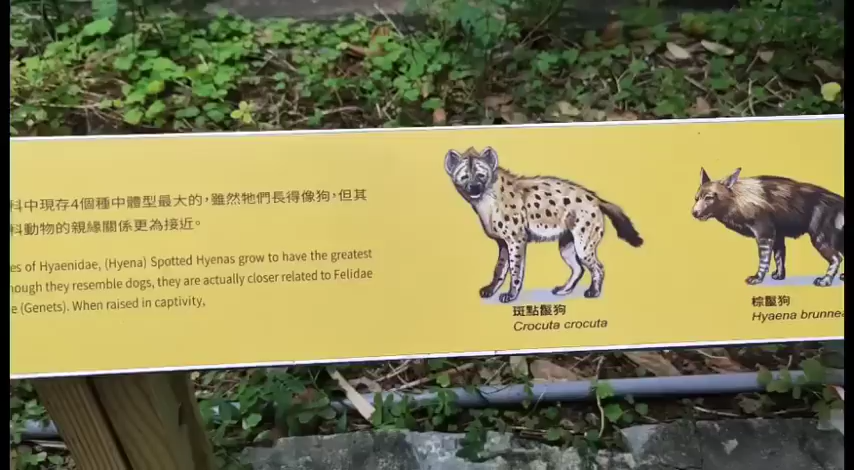 科中現存4個種中體型最大的，雖然牠們長得像狗，但其
科動物的親緣關係更為接近。
es of Hyaenidae, (Hyena) Spotted Hyenas grow to have the greatest
hough they resemble dogs, they are actually closer related to Felidae
e (Genets). When raised in captivity,
斑點鬣狗
Crocuta crocuta
棕鬣狗
Hyaena brunnea